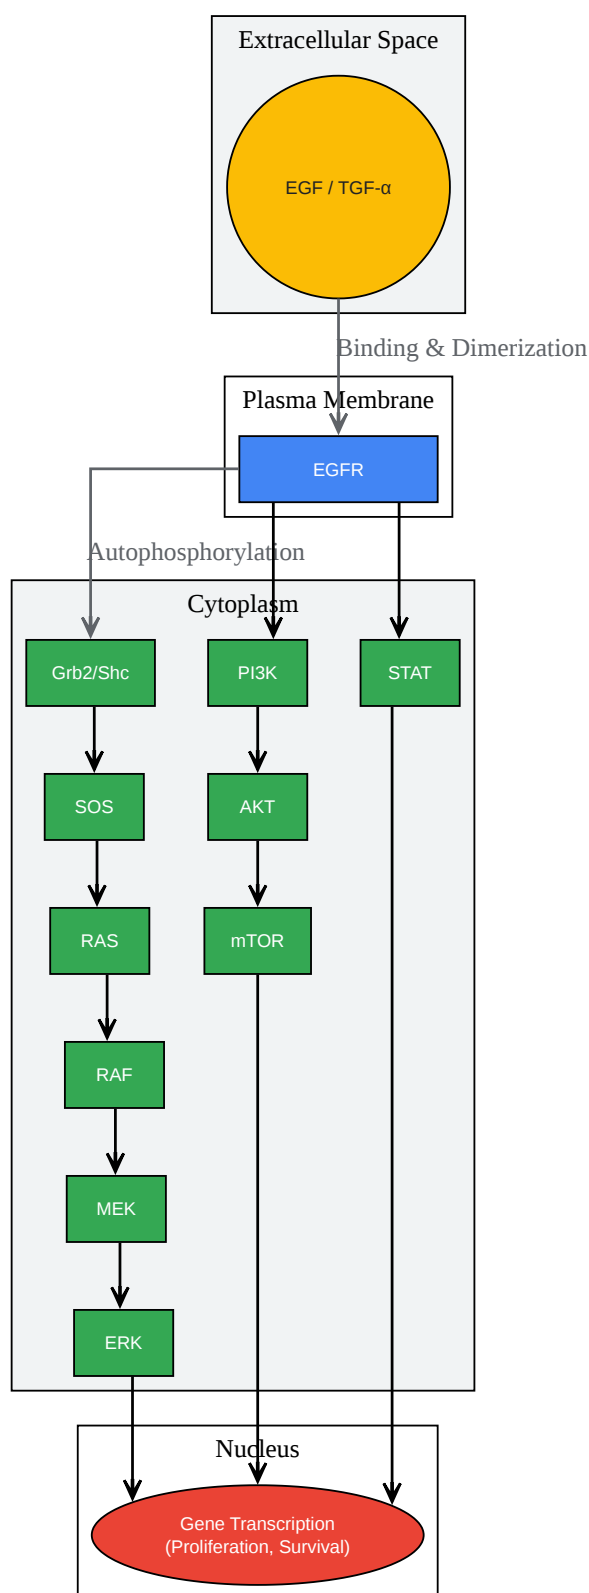 Extracellular Space
EGF / TGF-α
Binding & Dimerization
Plasma Membrane
EGFR
Autophosphorylation
Cytoplasm
Grb2/Shc
PI3K
STAT
SOS
AKT
RAS
mTOR
RAF
MEK
ERK
Nucleus
Gene Transcription
(Proliferation, Survival)